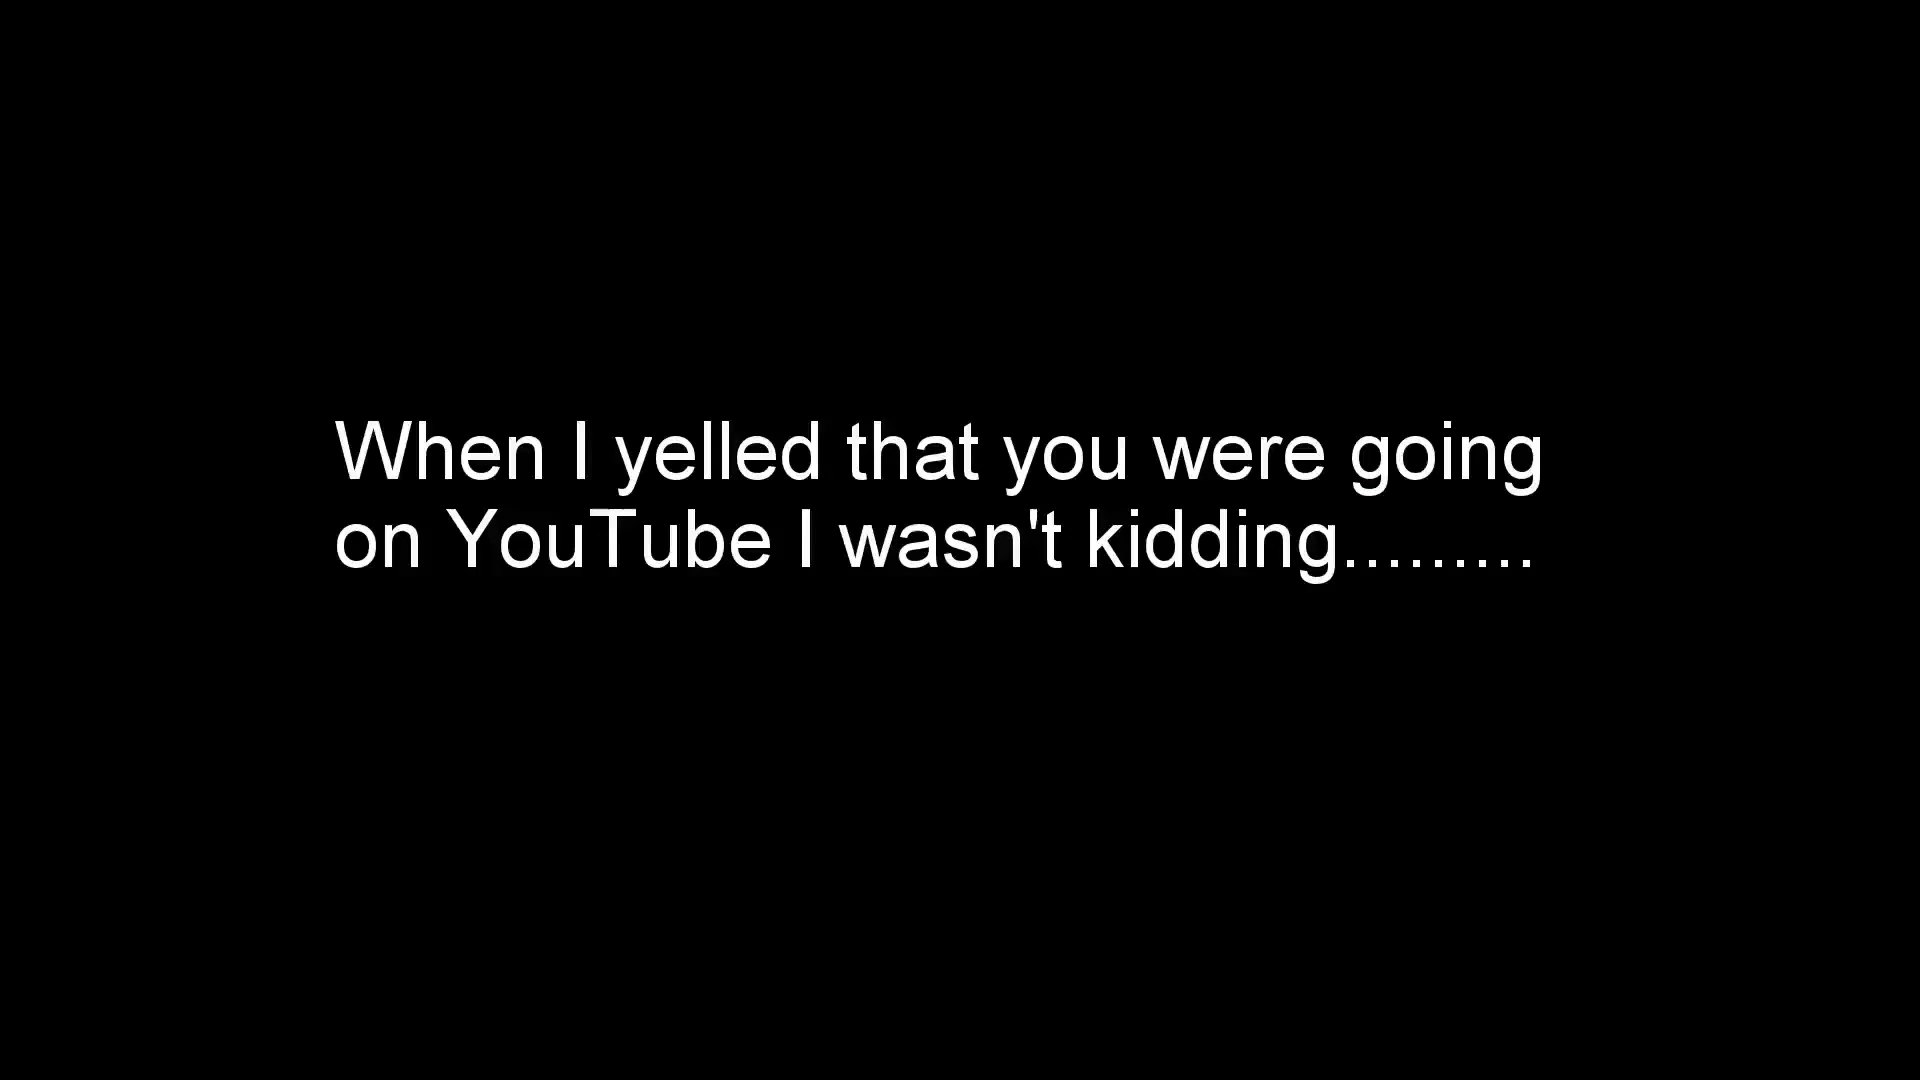 When I yelled that you were going
on YouTube I wasn't kidding.........